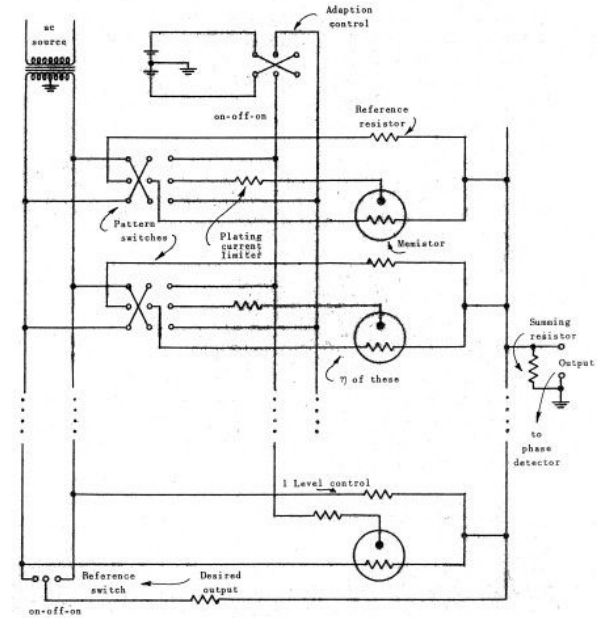 ac
source
Adaption
control
on-off-on
Reference
resistor
Pattern
switches
Plating
current
limiter
Memistor
η of these
Summing
resistor
Output
to
phase
detector
1 Level control
Reference
switch
Desired
output
on-off-on